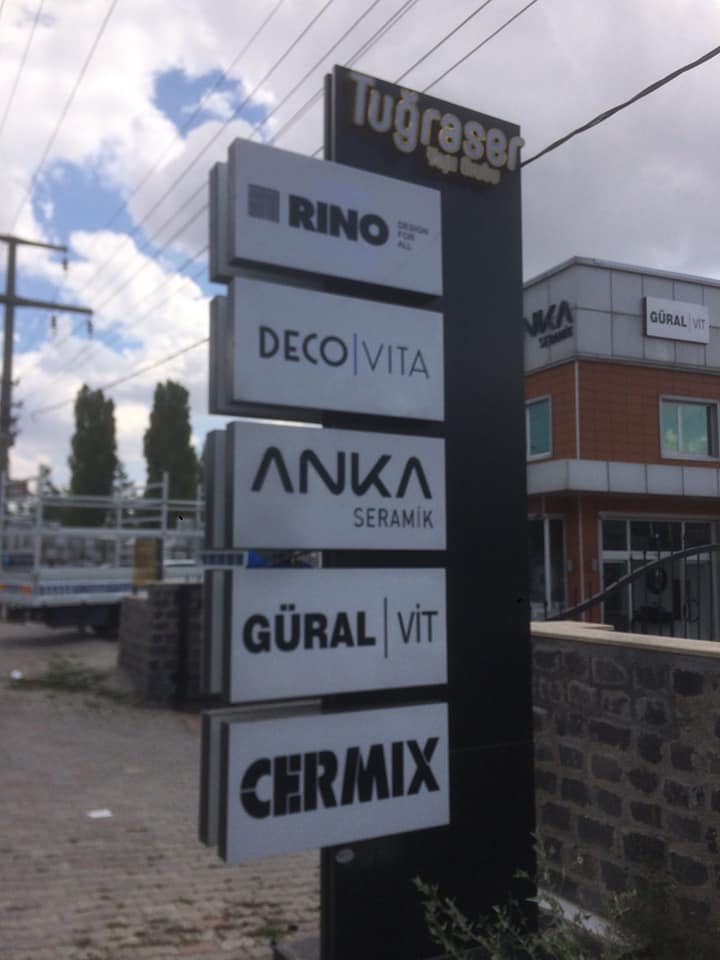 Tuğraser
RINO
DESIGN
FOR
ALL
DECO|VITA
ANKA
SERAMİK
GÜRAL|VİT
CERMIX
ANKA
SERAMİK
GÜRAL|VİT